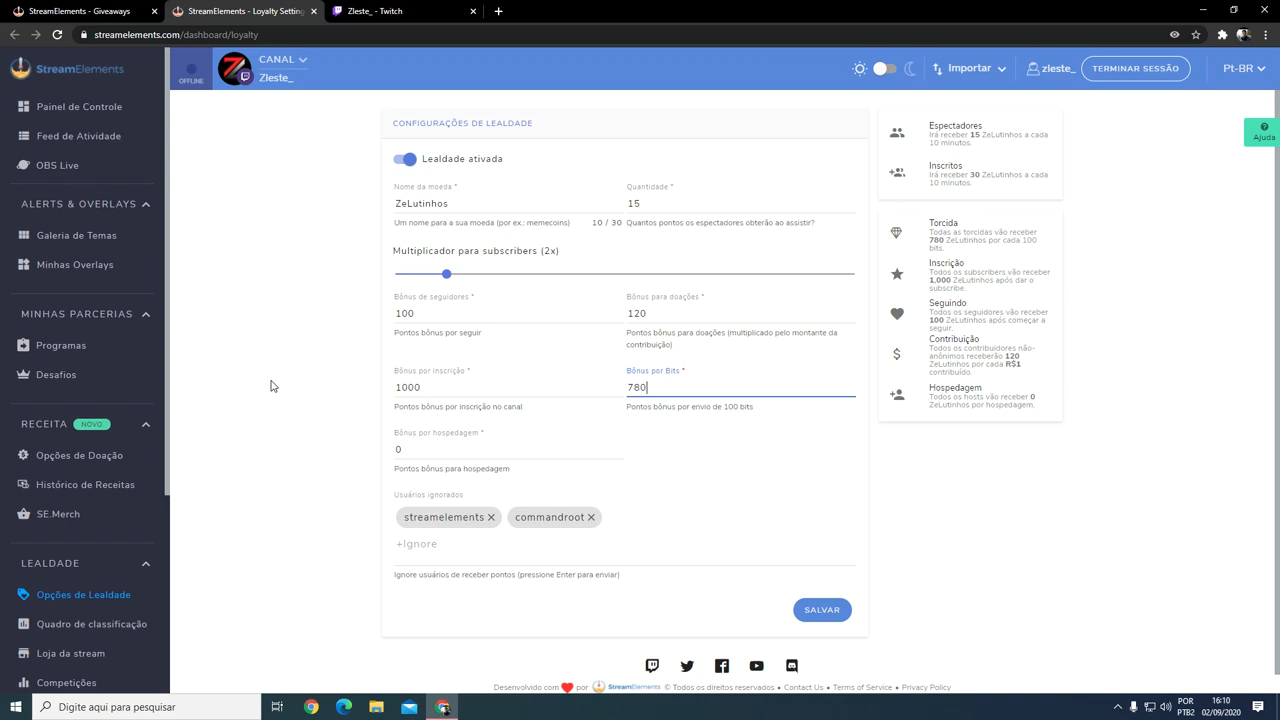 StreamElements - Giveaways
StreamElements - Giveaways
Zleste_ - Twitch
streamelements.com/dashboard/loyalty
StreamElements
OFFLINE
CANAL
Zleste_
Importar
zleste_
TERMINAR SESSÃO
Pt-BR
Painel de Controle
Feed de Atividade
OBS Live
ALERTS & OVERLAYS
Galeria de Temas
Minhas Overlays
MINHAS PARCERIAS
Programas
Desafios
RECEITA NOVO
Opções de Doação
Histórico de Receitas
SE.Merch
LEALDADE
Opções de Lealdade
Quadro de classificação
Loja da stream
Competições
CONFIGURAÇÕES DE LEALDADE
Lealdade ativada
Nome da moeda * Quantidade *
ZeLutinhos 15
Um nome para a sua moeda (por ex.: memecoins) 10 / 30 Quantos pontos os espectadores obterão ao assistir?
Multiplicador para subscribers (2x)
Bônus de seguidores * Bônus para doações *
100 120
Pontos bônus por seguir Pontos bônus para doações (multiplicado pelo montante da
contribuição)
Bônus por inscrição * Bônus por Bits *
1000 780
Pontos bônus por inscrição no canal Pontos bônus por envio de 100 bits
Bônus por hospedagem *
0
Pontos bônus para hospedagem
Usuários ignorados
streamelements commandroot
+Ignore
Ignore usuários de receber pontos (pressione Enter para enviar)
SALVAR
Espectadores
Irá receber 15 ZeLutinhos a cada
10 minutos.
Inscritos
Irá receber 30 ZeLutinhos a cada
10 minutos.
Torcida
Todas as torcidas vão receber
780 ZeLutinhos por cada 100
bits.
Inscrição
Todos os subscribers vão receber
1,000 ZeLutinhos após dar o
subscribe.
Seguindo
Todos os seguidores vão receber
100 ZeLutinhos após começar a
seguir.
Contribuição
Todos os contribuidores não-
anônimos receberão 120
ZeLutinhos por cada R$1
contribuído.
Hospedagem
Todos os hosts vão receber 0
ZeLutinhos por hospedagem.
Ajuda
Desenvolvido com por StreamElements © Todos os direitos reservados • Contact Us • Terms of Service • Privacy Policy
Digite aqui para pesquisar
POR
PTB2
16:10
02/09/2020